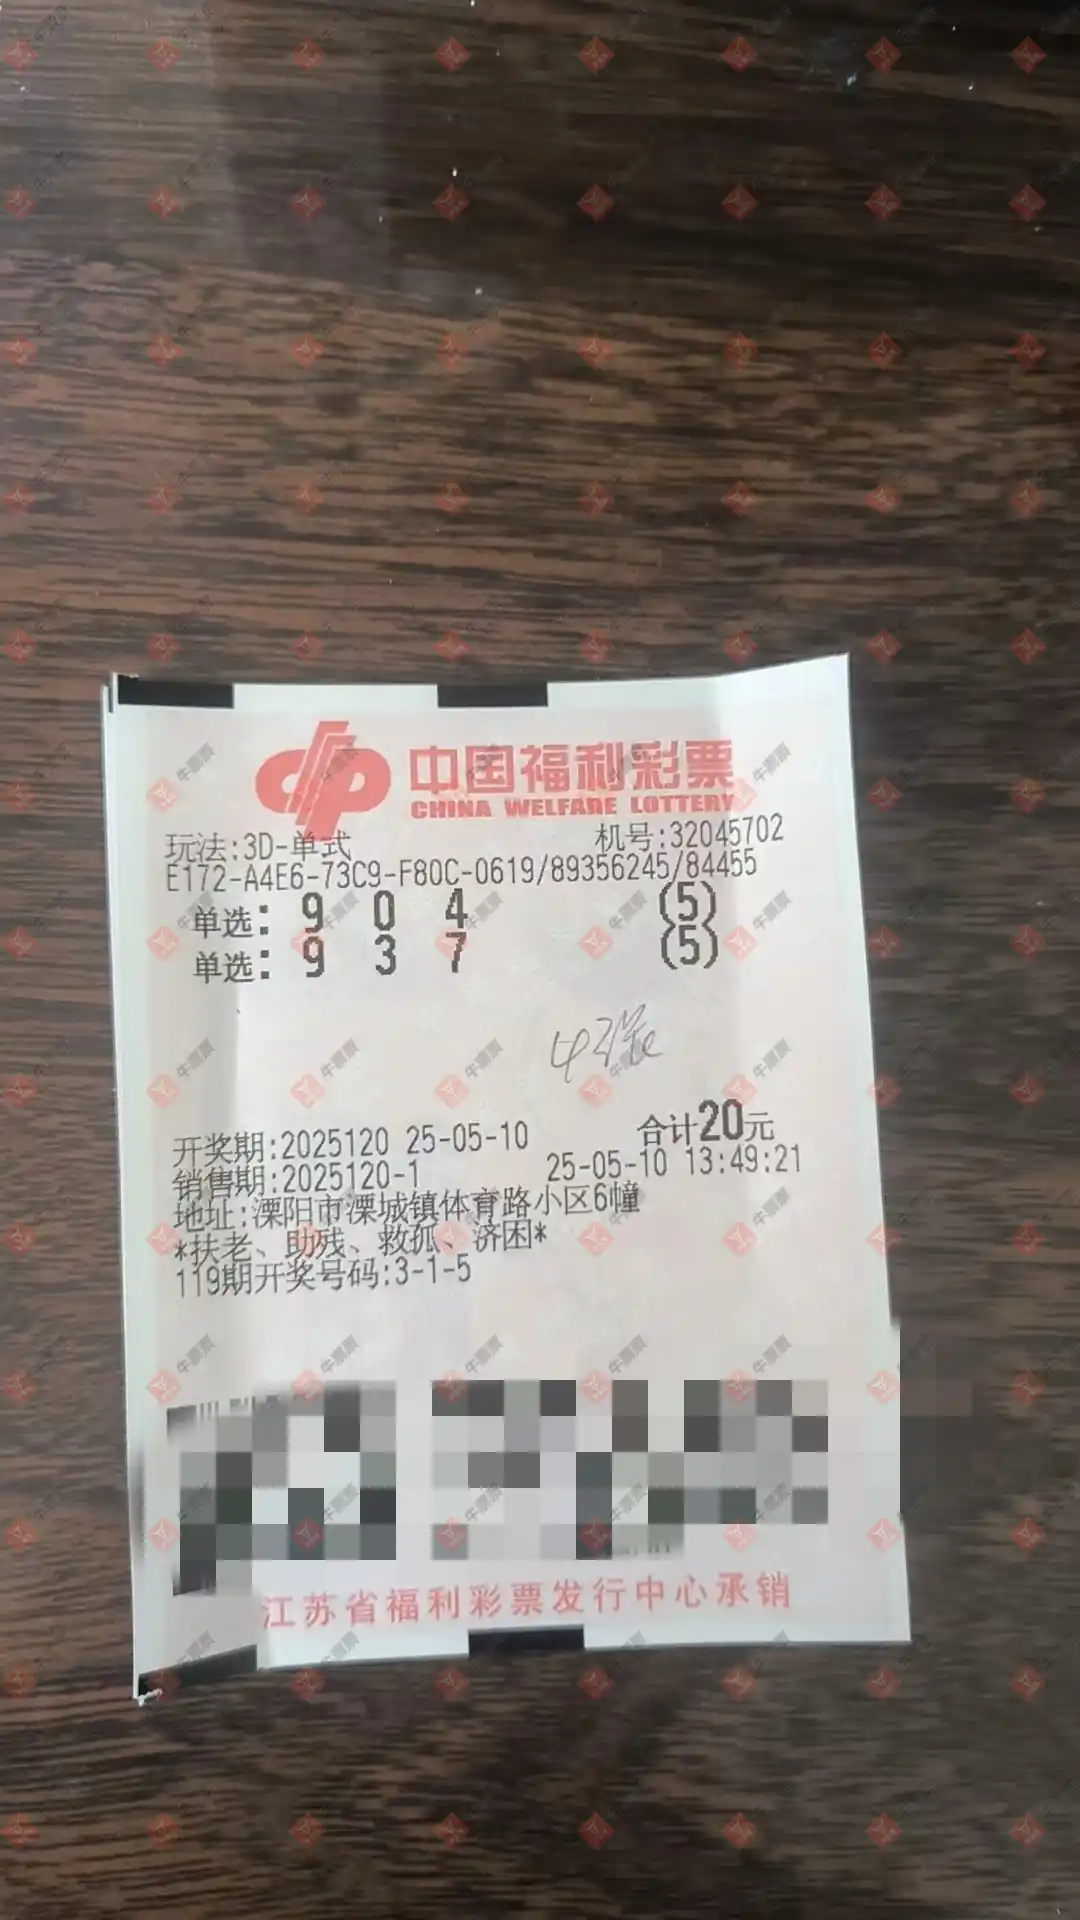 中国福利彩票
CHINA WELFARE LOTTERY
玩法:3D-单式 机号:32045702
E172-A4E6-73C9-F80C-0619/89356245/84455
单选: 9 0 4 (5)
单选: 9 3 7 (5)
4张
合计20元
开奖期:2025120 25-05-10
销售期:2025120-1 25-05-10 13:49:21
地址:溧阳市溧城镇体育路小区6幢
*扶老、助残、救孤、济困*
119期开奖号码:3-1-5
江苏省福利彩票发行中心承销
牛票票